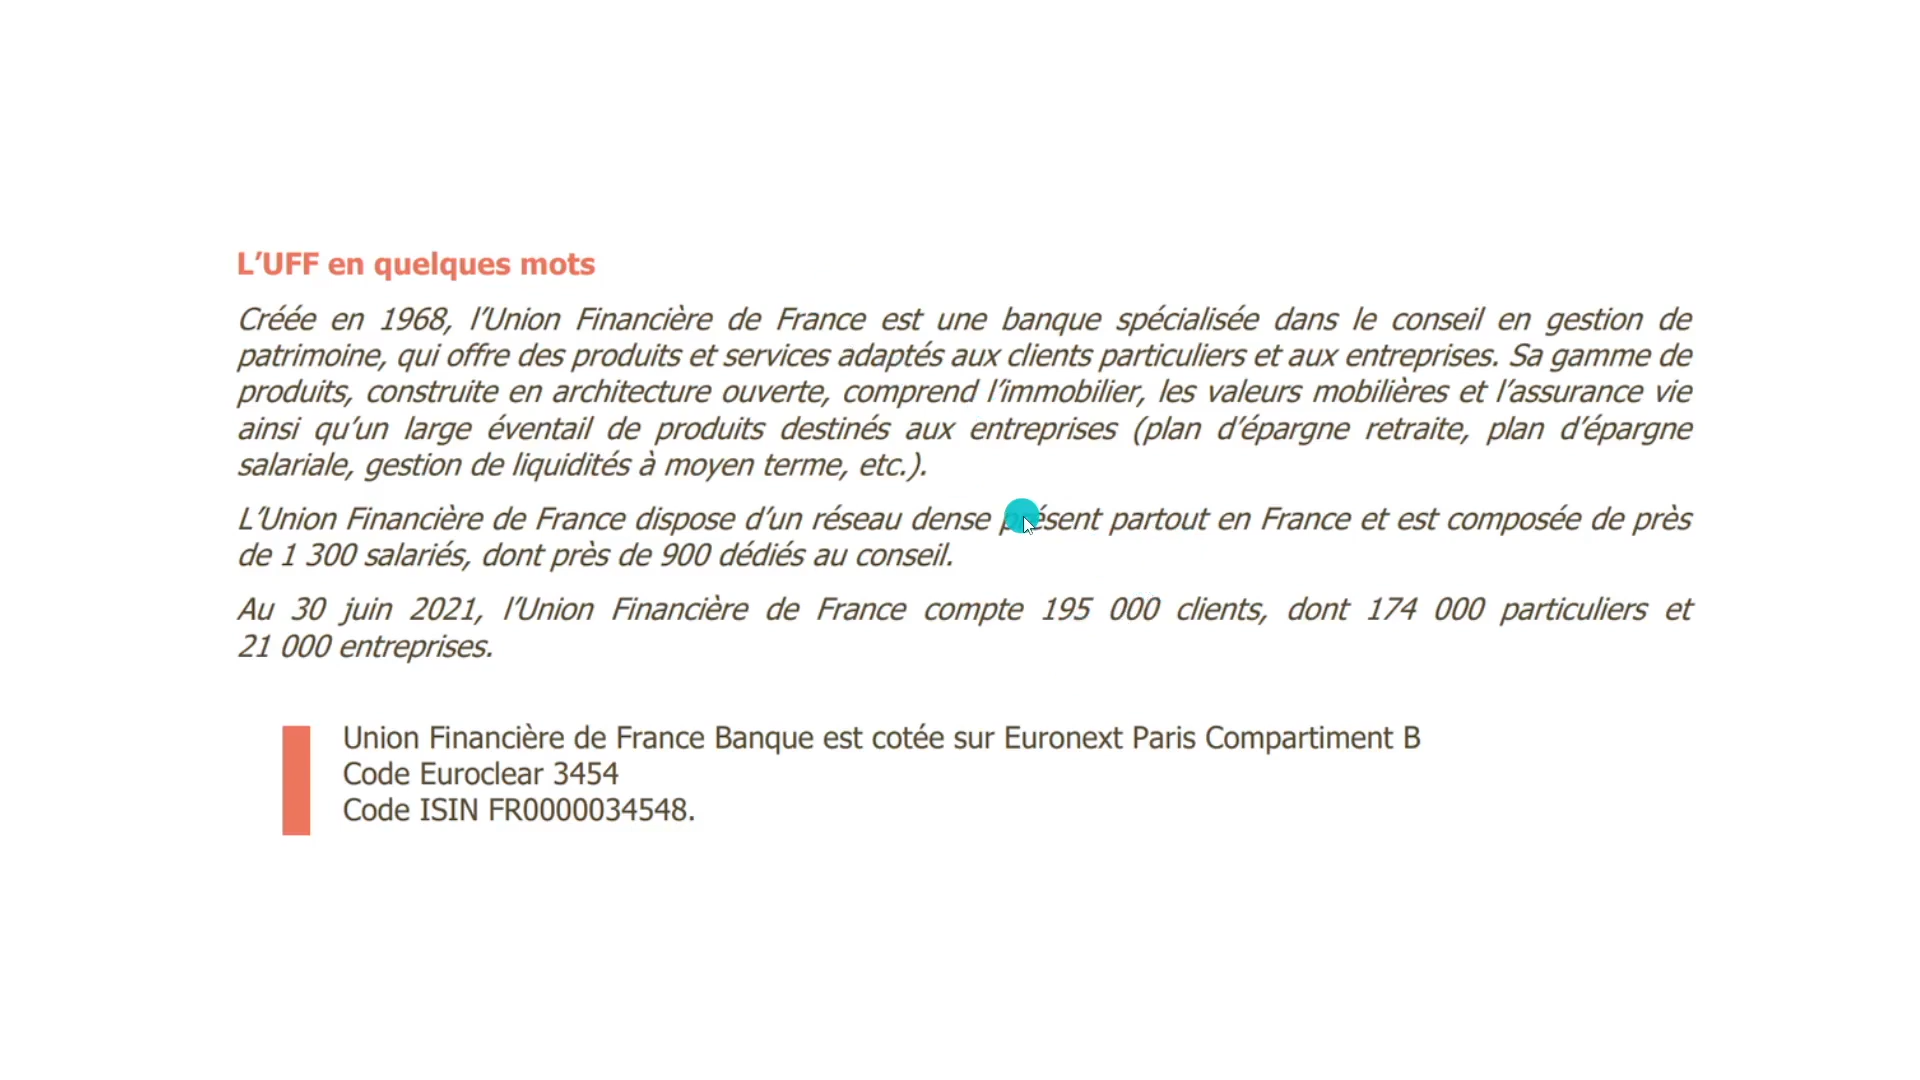 L’UFF en quelques mots
Créée en 1968, l’Union Financière de France est une banque spécialisée dans le conseil en gestion de
patrimoine, qui offre des produits et services adaptés aux clients particuliers et aux entreprises. Sa gamme de
produits, construite en architecture ouverte, comprend l’immobilier, les valeurs mobilières et l’assurance vie
ainsi qu’un large éventail de produits destinés aux entreprises (plan d’épargne retraite, plan d’épargne
salariale, gestion de liquidités à moyen terme, etc.).
L’Union Financière de France dispose d’un réseau dense présent partout en France et est composée de près
de 1 300 salariés, dont près de 900 dédiés au conseil.
Au 30 juin 2021, l’Union Financière de France compte 195 000 clients, dont 174 000 particuliers et
21 000 entreprises.
Union Financière de France Banque est cotée sur Euronext Paris Compartiment B
Code Euroclear 3454
Code ISIN FR0000034548.